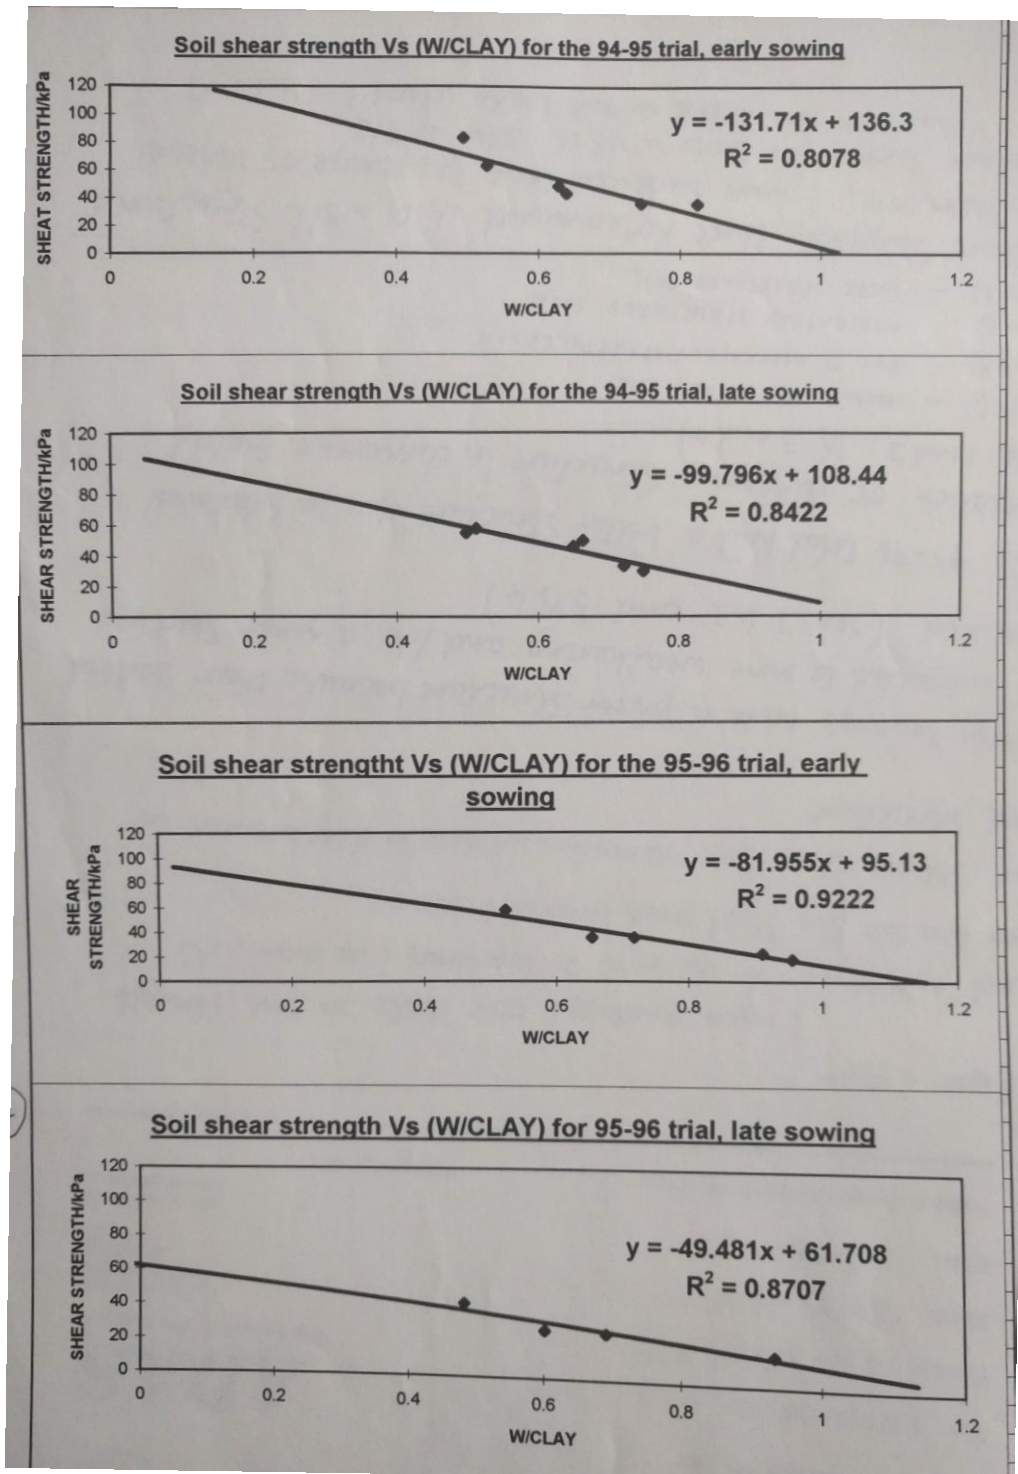 Soil shear strength Vs (W/CLAY) for the 94-95 trial, early sowing
SHEAT STRENGTH/kPa
120
100
80
60
40
20
0
y = -131.71x + 136.3
R² = 0.8078
0 0.2 0.4 0.6 0.8 1 1.2
W/CLAY
Soil shear strength Vs (W/CLAY) for the 94-95 trial, late sowing
SHEAR STRENGTH/kPa
120
100
80
60
40
20
0
y = -99.796x + 108.44
R² = 0.8422
0 0.2 0.4 0.6 0.8 1 1.2
W/CLAY
Soil shear strengtht Vs (W/CLAY) for the 95-96 trial, early
sowing
SHEAR
STRENGTH/kPa
120
100
80
60
40
20
0
y = -81.955x + 95.13
R² = 0.9222
0 0.2 0.4 0.6 0.8 1 1.2
W/CLAY
Soil shear strength Vs (W/CLAY) for 95-96 trial, late sowing
SHEAR STRENGTH/kPa
120
100
80
60
40
20
0
y = -49.481x + 61.708
R² = 0.8707
0 0.2 0.4 0.6 0.8 1 1.2
W/CLAY